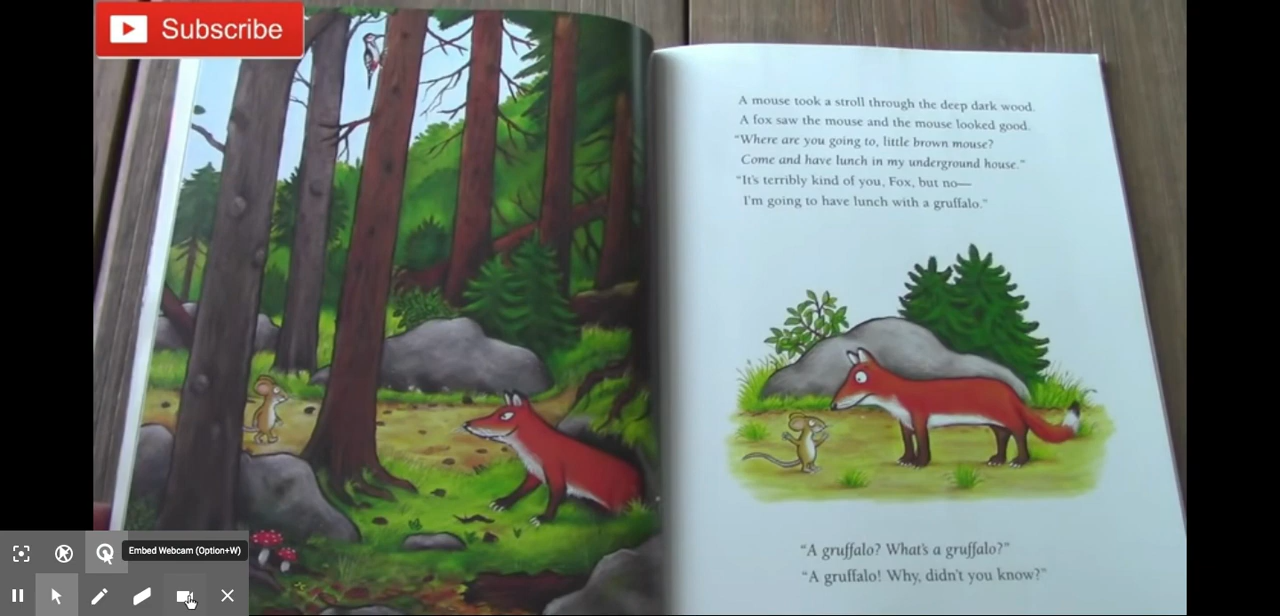 Subscribe
A mouse took a stroll through the deep dark wood.
A fox saw the mouse and the mouse looked good.
“Where are you going to, little brown mouse?
Come and have lunch in my underground house.”
“It's terribly kind of you, Fox, but no—
I'm going to have lunch with a gruffalo.”
“A gruffalo? What's a gruffalo?”
“A gruffalo! Why, didn't you know?”
Embed Webcam (Option+W)